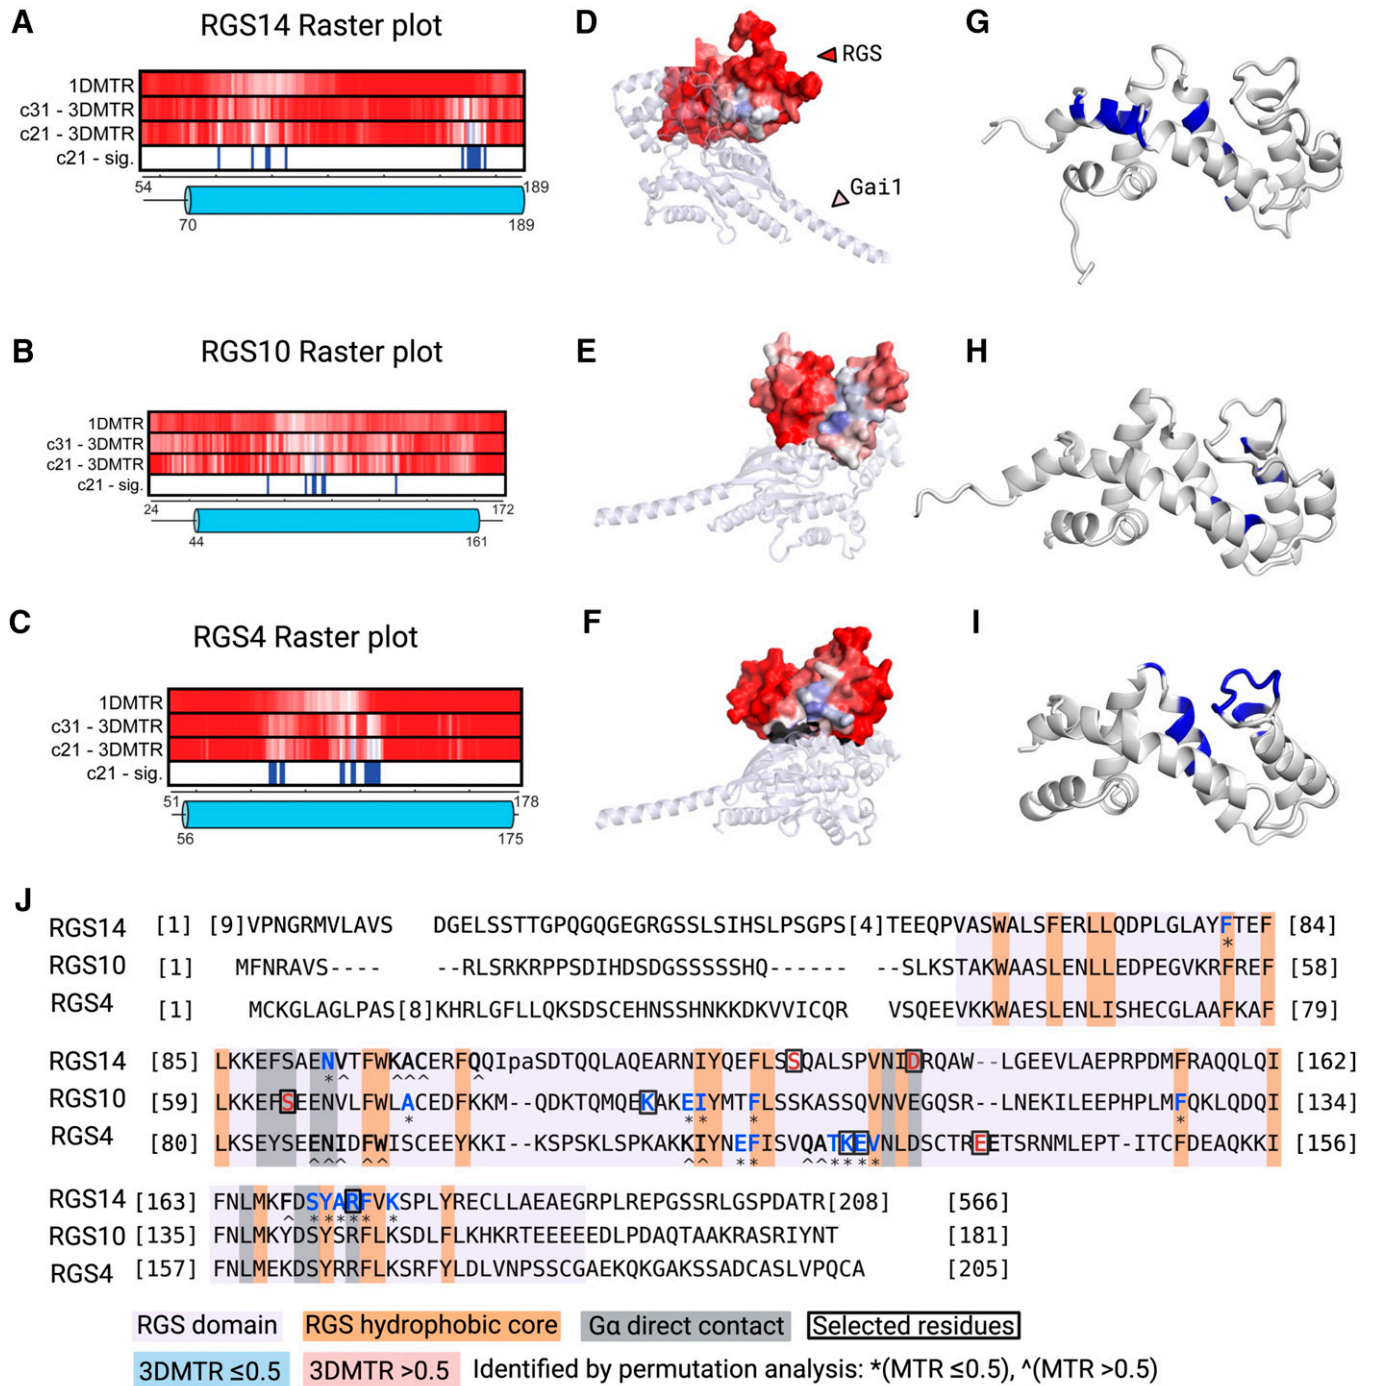 A
RGS14 Raster plot
1DMTR
c31 - 3DMTR
c21 - 3DMTR
c21 - sig.
54
189
70
189
B
RGS10 Raster plot
1DMTR
c31 - 3DMTR
c21 - 3DMTR
c21 - sig.
24
172
44
161
C
RGS4 Raster plot
1DMTR
c31 - 3DMTR
c21 - 3DMTR
c21 - sig.
51
178
56
175
D
RGS
Gai1
E
F
G
H
I
J
RGS14 [1] [9]VPNGRMVLAVS DGELSSTTGPQGQGEGRGSSLSIHSLPSGPS[4]TEEQPVASWALSFERLLQDPLGLAYFTEF [84]
*
RGS10 [1] MFNRAVS---- --RLSRKRPPSDIHDSDGSSSSSHQ------ --SLKSTAKWAASLENLLEDPEGVKRFREF [58]
RGS4 [1] MCKGLAGLPAS[8]KHRLGFLLQKSDSCEHNSSHNKKDKVVICQR VSQEEVKKWAESLENLISHECGLAAFKAF [79]
RGS14 [85] LKKEFSAENVTFWKACERFQQIpaSDTQQLAQEARNIYQEFLSSQALSPVNIDRQAW--LGEEVLAEPRPDMFRAQQLQI [162]
*^ ^^^ ^
RGS10 [59] LKKEFSEENVLFWLACEDFKKM--QDKTQMQEKAKEIYMTFLSSKASSQVNVEGQSR--LNEKILEEPHPLMFQKLQDQI [134]
* ** * *
RGS4 [80] LKSEYSEENIDFWISCEEYKKI--KSPSKLSPKAKKIYNEFISVQATKEVNLDSCTREETSRNMLEPT-ITCFDEAQKKI [156]
^^^ ^^ ^^ ** ^^****
RGS14 [163] FNLMKFDSYARFVKSPLYRECLLAEAEGRPLREPGSSRLGSPDATR[208] [566]
^ ***** *
RGS10 [135] FNLMKYDSYSRFLKSDLFLKHKRTEEEEEDLPDAQTAAKRASRIYNT [181]
RGS4 [157] FNLMEKDSYRRFLKSRFYLDLVNPSSCGAEKQKGAKSSADCASLVPQCA [205]
RGS domain RGS hydrophobic core Gα direct contact Selected residues
3DMTR ≤0.5 3DMTR >0.5 Identified by permutation analysis: *(MTR ≤0.5), ^(MTR >0.5)